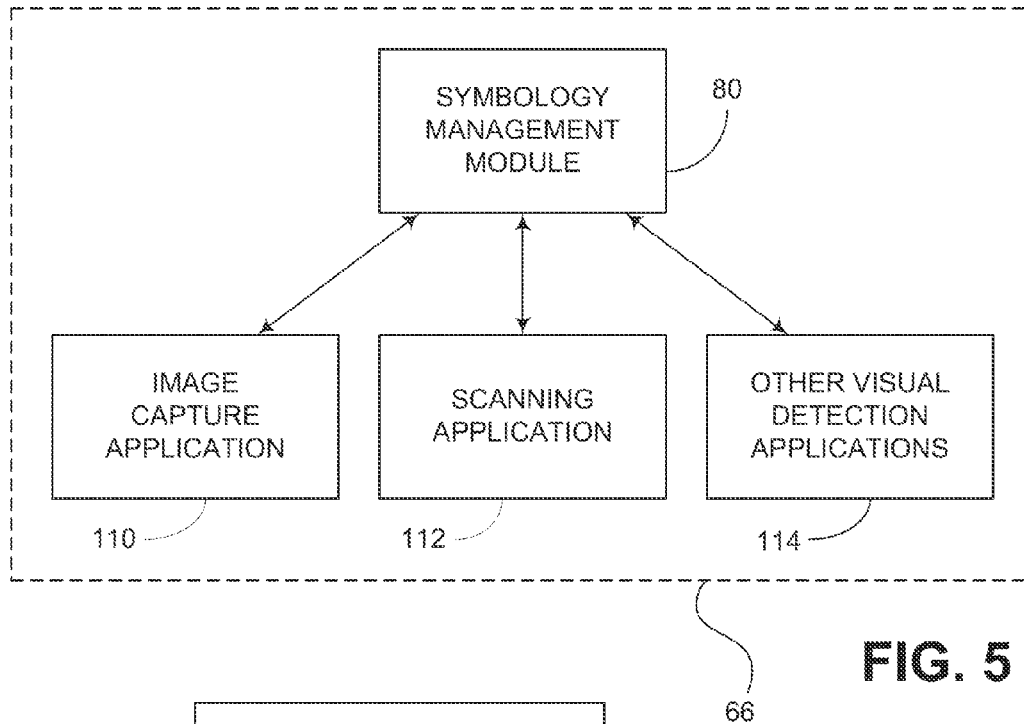 SYMBOLOGY
MANAGEMENT
MODULE
80
IMAGE
CAPTURE
APPLICATION
SCANNING
APPLICATION
OTHER VISUAL
DETECTION
APPLICATIONS
110
112
114
FIG. 5
66